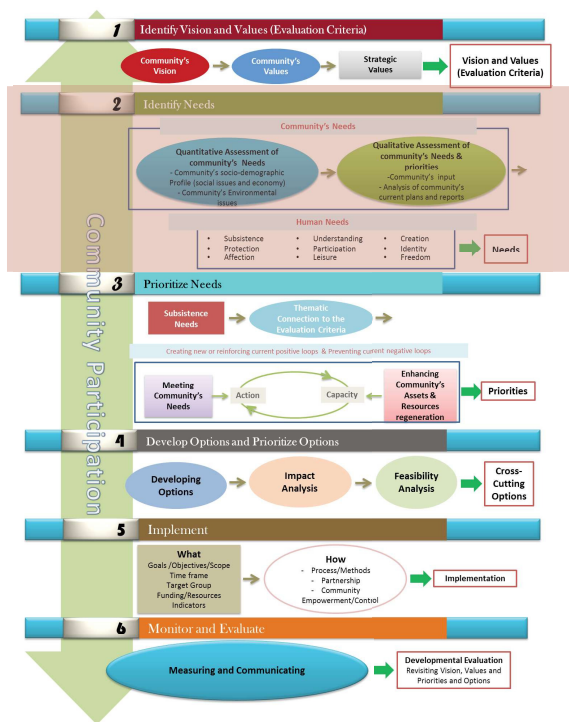 1 Identify Vision and Values (Evaluation Criteria)
Community's
Vision
Community's
Values
Strategic
Values
Vision and Values
(Evaluation Criteria)
2 Identify Needs
Community's Needs
Quantitative Assessment of
community's Needs
- Community's socio-demographic
Profile (social issues and economy)
- Community's Environmental
issues
Qualitative Assessment of
community's Needs &
priorities
-Community's input
- Analysis of community's
current plans and reports
Human Needs
• Subsistence
• Protection
• Affection
• Understanding
• Participation
• Leisure
• Creation
• Identity
• Freedom
Needs
Community Participation
3 Prioritize Needs
Subsistence
Needs
Thematic
Connection to the
Evaluation Criteria
Creating new or reinforcing current positive loops & Preventing current negative loops
Meeting
Community's
Needs
Action
Capacity
Enhancing
Community's
Assets &
Resources
regeneration
Priorities
4 Develop Options and Prioritize Options
Developing
Options
Impact
Analysis
Feasibility
Analysis
Cross-
Cutting
Options
5 Implement
What
Goals /Objectives/Scope
Time frame
Target Group
Funding/Resources
Indicators
How
- Process/Methods
- Partnership
- Community
Empowerment/Control
Implementation
6 Monitor and Evaluate
Measuring and Communicating
Developmental Evaluation
Revisiting Vision, Values and
Priorities and Options